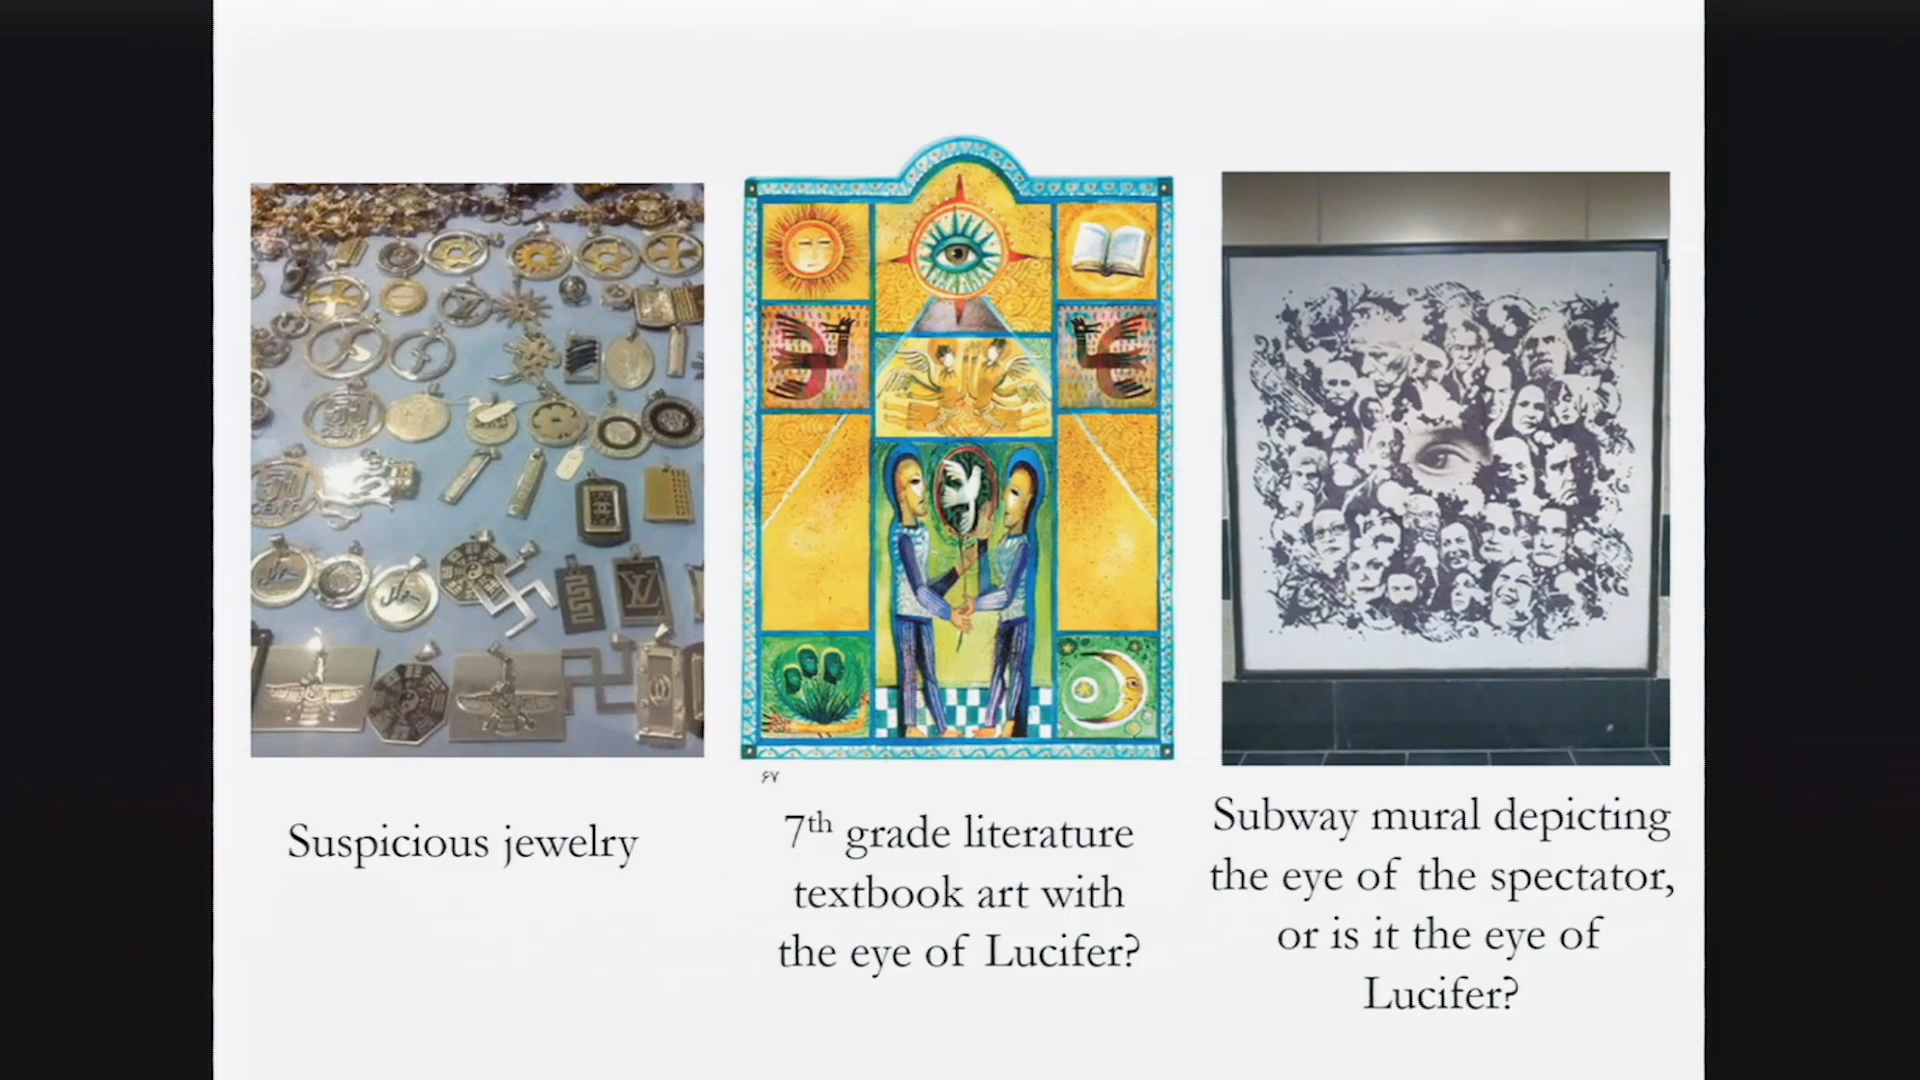 ۶۷
Suspicious jewelry
7th grade literature
textbook art with
the eye of Lucifer?
Subway mural depicting
the eye of the spectator,
or is it the eye of
Lucifer?